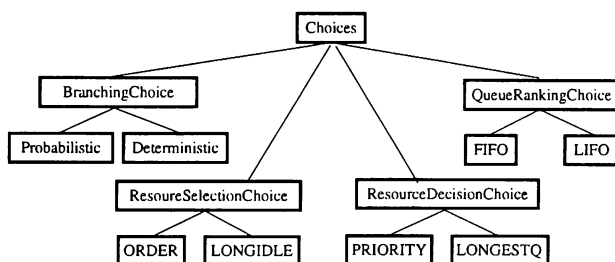 Choices
BranchingChoice
QueueRankingChoice
Probabilistic
Deterministic
FIFO
LIFO
ResoureSelectionChoice
ResourceDecisionChoice
ORDER
LONGIDLE
PRIORITY
LONGESTQ